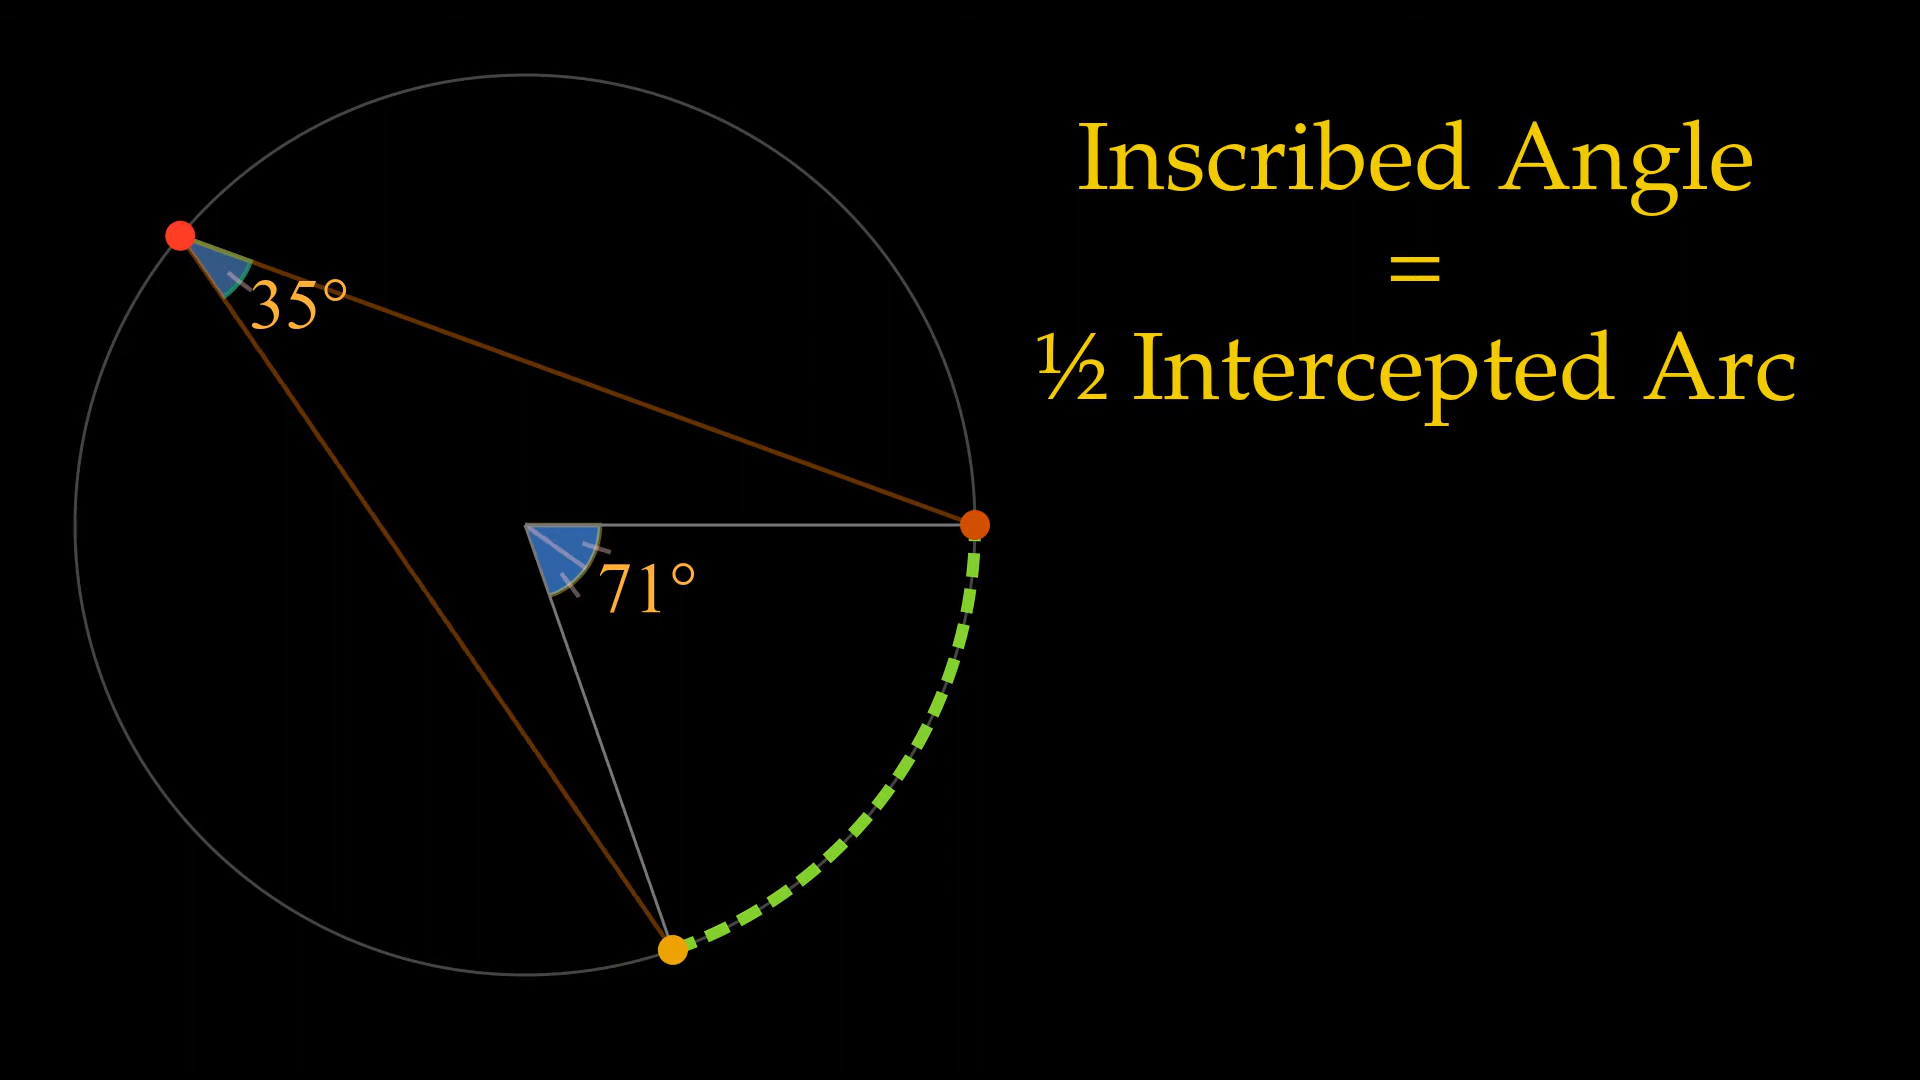 Inscribed Angle
=
½ Intercepted Arc
35°
71°